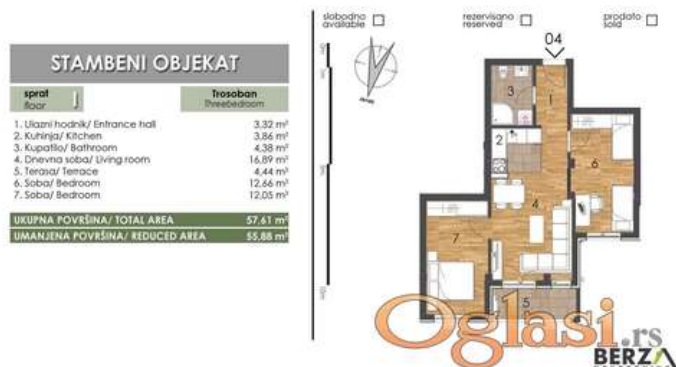 STAMBENI OBJEKAT
sprat
floor
1
Trosoban
Threebedroom
1. Ulazni hodnik/ Entrance hall 3,32 m²
2. Kuhinja/ Kitchen 3,86 m²
3. Kupatilo/ Bathroom 4,38 m²
4. Dnevna soba/ Living room 16,89 m²
5. Terasa/ Terrace 4,44 m²
6. Soba/ Bedroom 12,66 m²
7. Soba/ Bedroom 12,05 m²
UKUPNA POVRŠINA/ TOTAL AREA 57,61 m²
UMANJENA POVRŠINA/ REDUCED AREA 55,88 m²
slobodno
available
rezervisano
reserved
prodato
sold
04
3
1
2
6
4
7
5
Oglasi.rs
BERZA